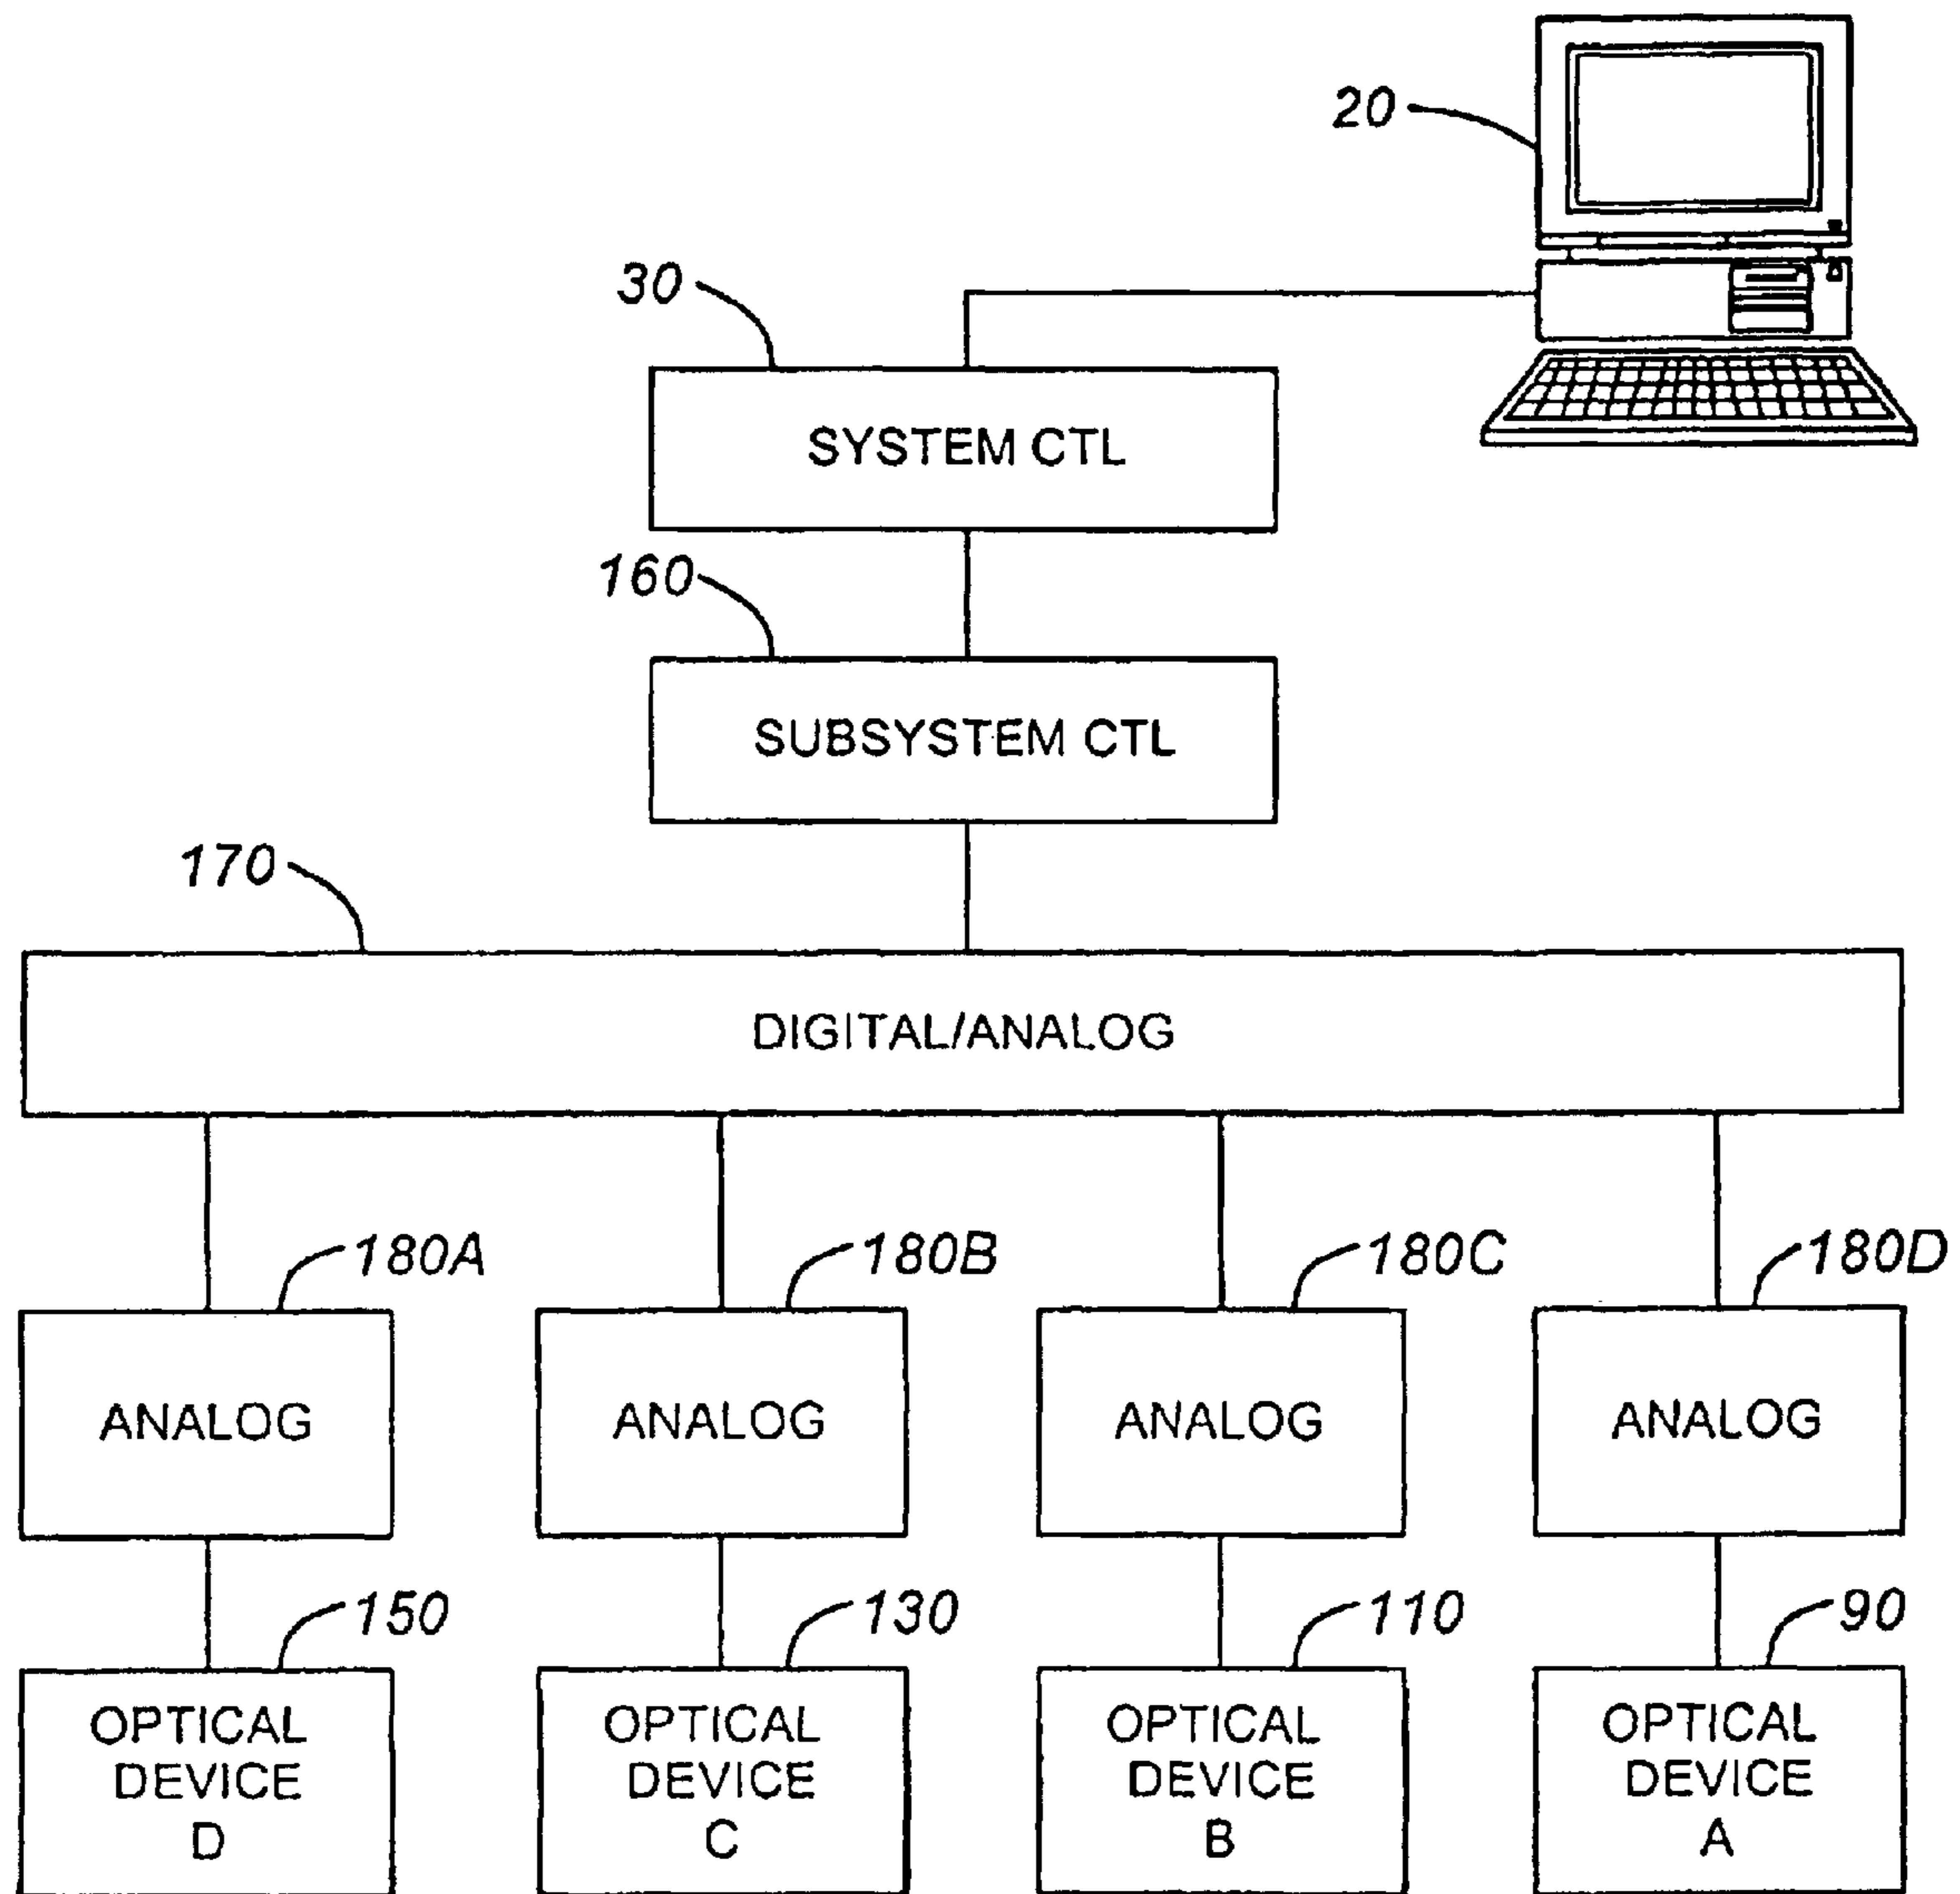 20
30
SYSTEM CTL
160
SUBSYSTEM CTL
170
DIGITAL/ANALOG
180A
180B
180C
180D
ANALOG
ANALOG
ANALOG
ANALOG
150
130
110
90
OPTICAL
DEVICE
D
OPTICAL
DEVICE
C
OPTICAL
DEVICE
B
OPTICAL
DEVICE
A